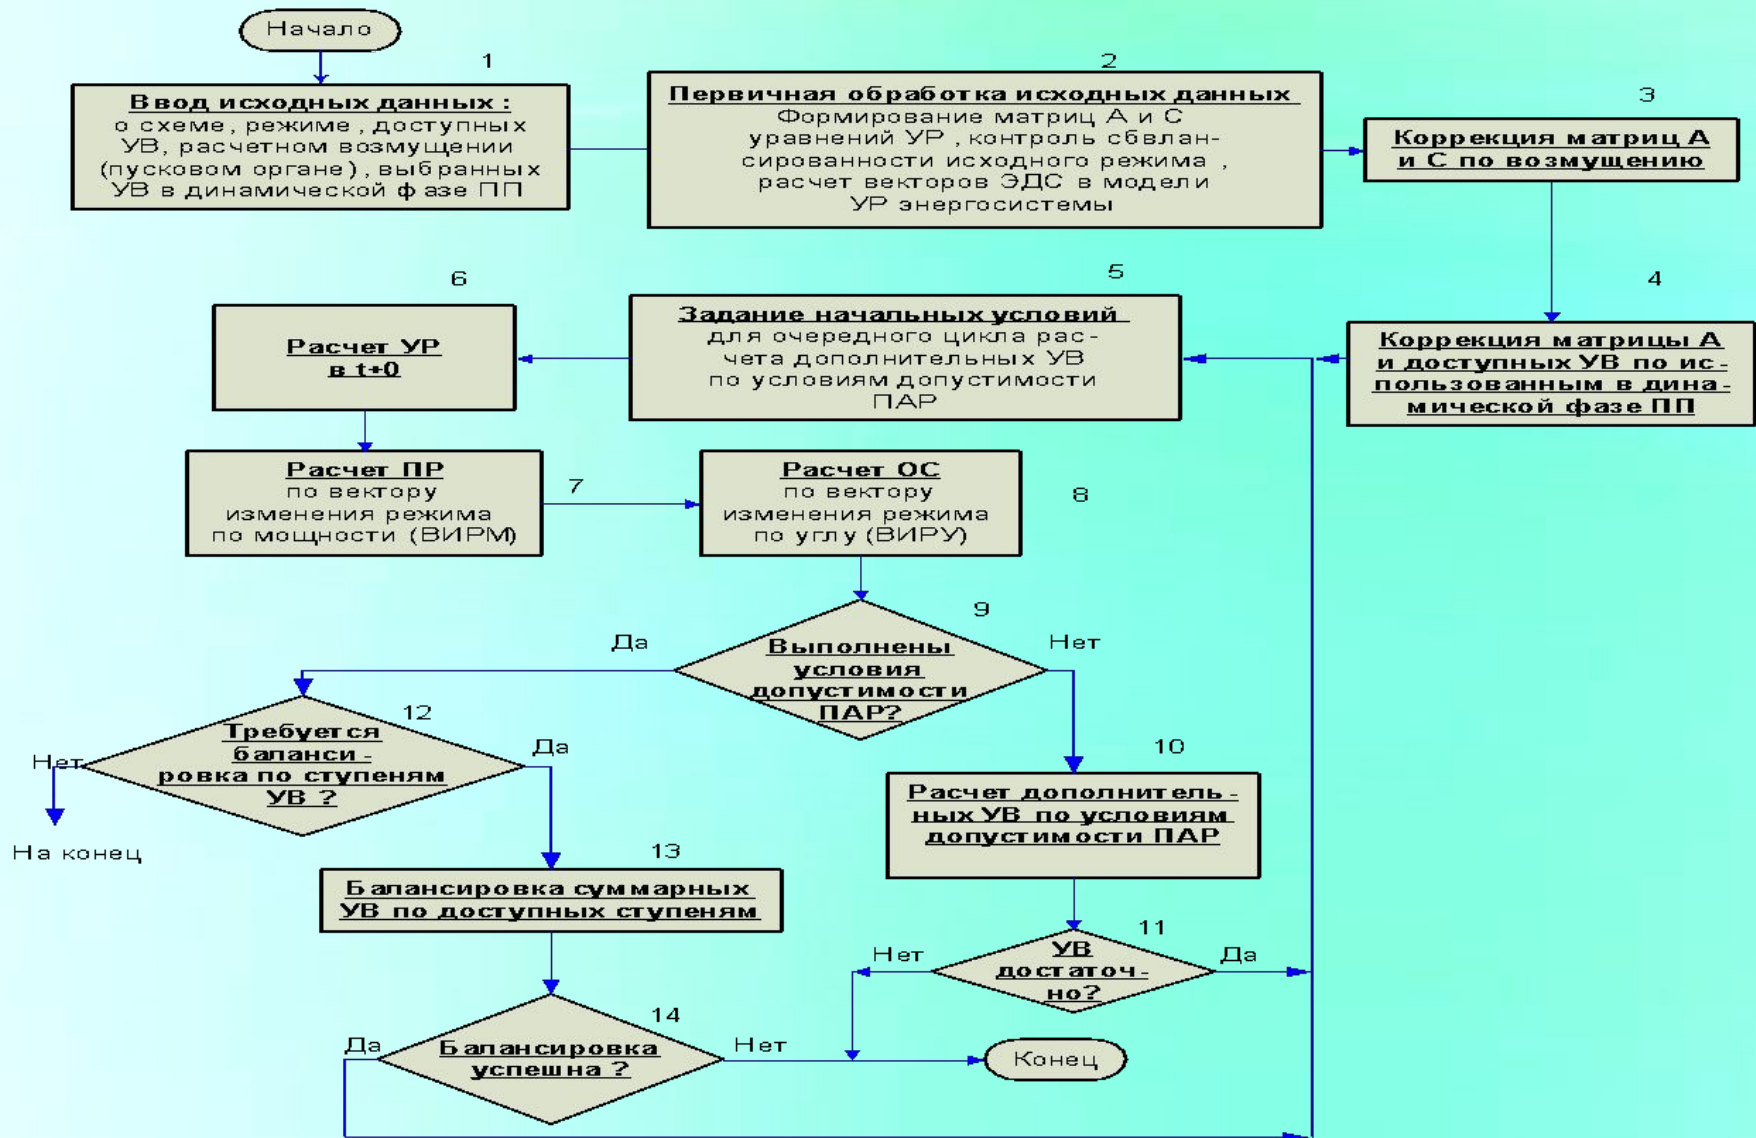 Начало
1
Ввод исходных данных :
о схеме, режиме, доступных
УВ, расчетном возмущении
(пусковом органе), выбранных
УВ в динамической фазе ПП
2
Первичная обработка исходных данных
Формирование матриц А и С
уравнений УР , контроль сбвлан-
сированности исходного режима ,
расчет векторов ЭДС в модели
УР энергосистемы
3
Коррекция матриц А
и С по возмущению
4
Коррекция матрицы А
и доступных УВ по ис-
пользованным в дина-
мической фазе ПП
5
Задание начальных условий
для очередного цикла рас-
чета дополнительных УВ
по условиям допустимости
ПАР
6
Расчет УР
в t+0
Расчет ПР
по вектору
изменения режима
по мощности (ВИРМ)
7
Расчет ОС
по вектору
изменения режима
по углу (ВИРУ)
8
9
Да
Нет
Выполнены
условия
допустимости
ПАР?
12
Требуется
баланси -
ровка по ступеням
УВ ?
Нет
Да
На конец
10
Расчет дополнитель -
ных УВ по условиям
допустимости ПАР
13
Балансировка суммарных
УВ по доступных ступеням
11
Нет
УВ
достаточ-
но?
Да
14
Да
Балансировка
успешна ?
Нет
Конец